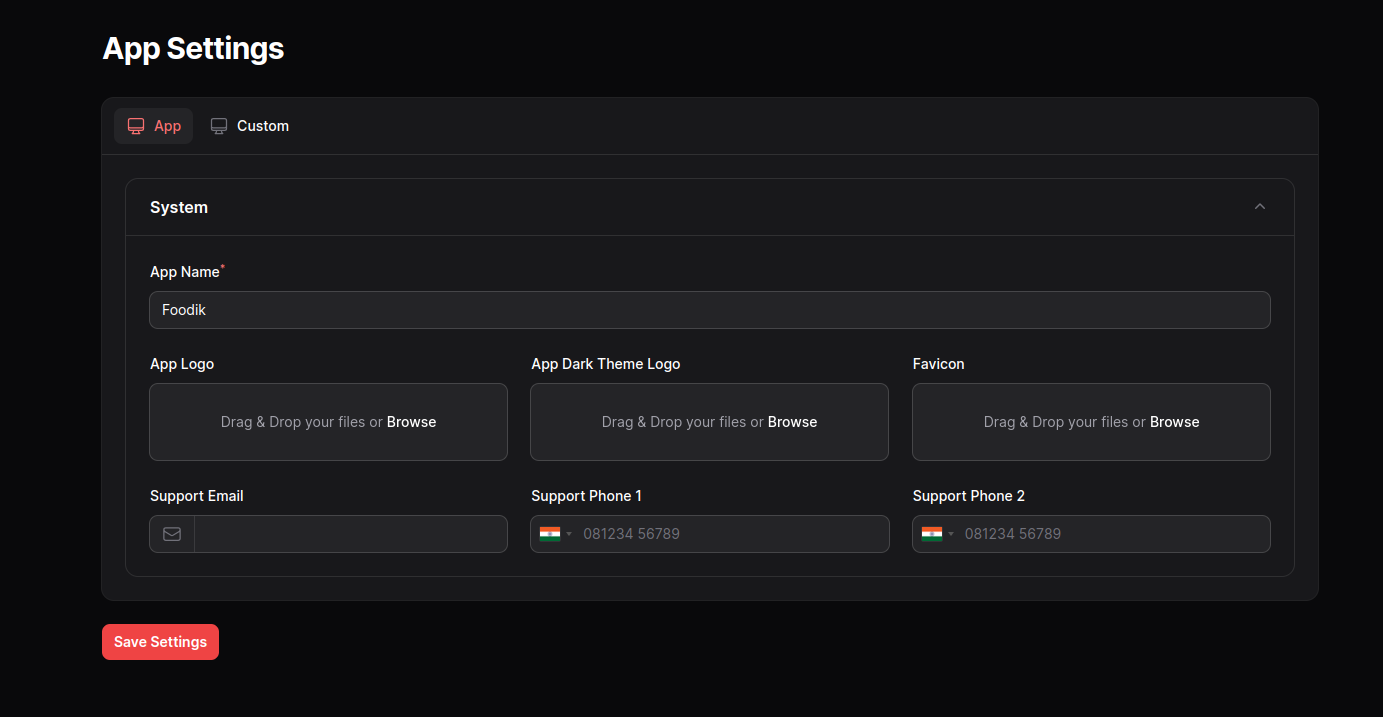 App Settings
App Custom
System
App Name*
Foodik
App Logo App Dark Theme Logo Favicon
Drag & Drop your files or Browse Drag & Drop your files or Browse Drag & Drop your files or Browse
Support Email Support Phone 1 Support Phone 2
081234 56789 081234 56789
Save Settings